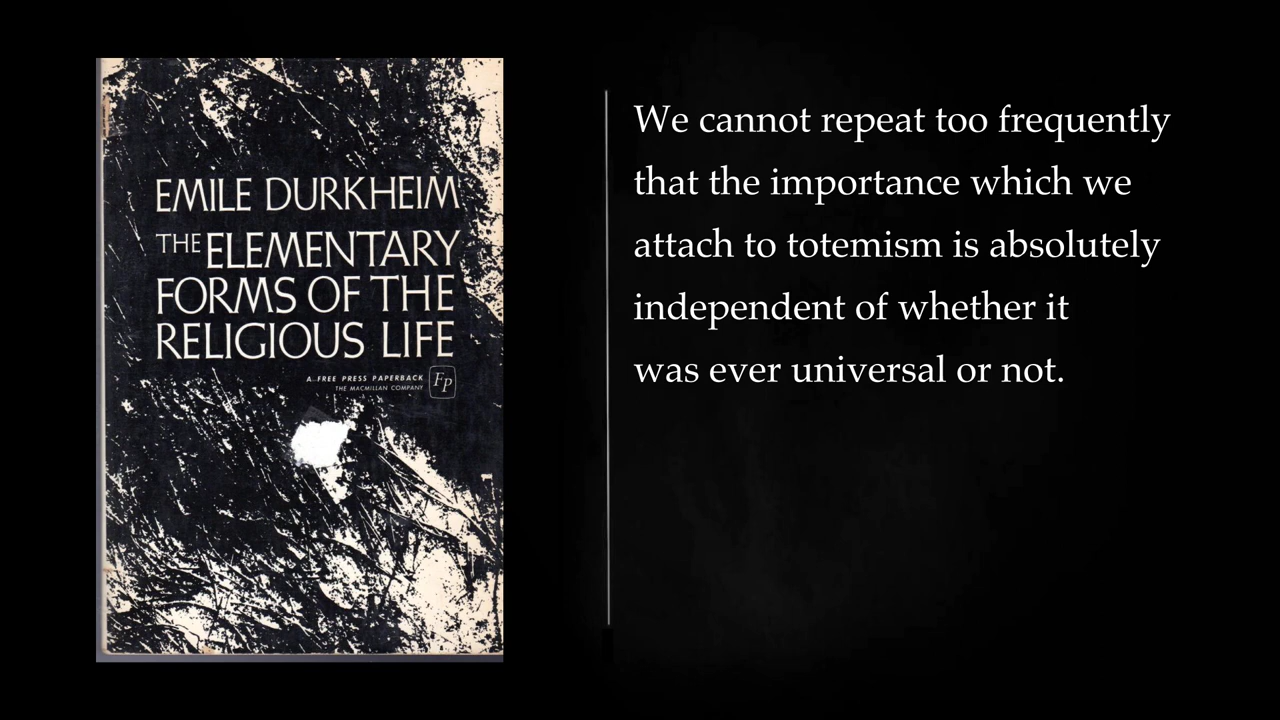 EMILE DURKHEIM
THE ELEMENTARY
FORMS OF THE
RELIGIOUS LIFE
A FREE PRESS PAPERBACK
THE MACMILLAN COMPANY
FP
We cannot repeat too frequently
that the importance which we
attach to totemism is absolutely
independent of whether it
was ever universal or not.